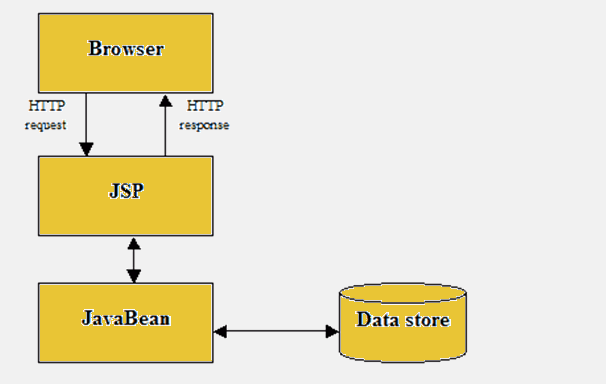 Browser
HTTP
request
HTTP
response
JSP
JavaBean
Data store